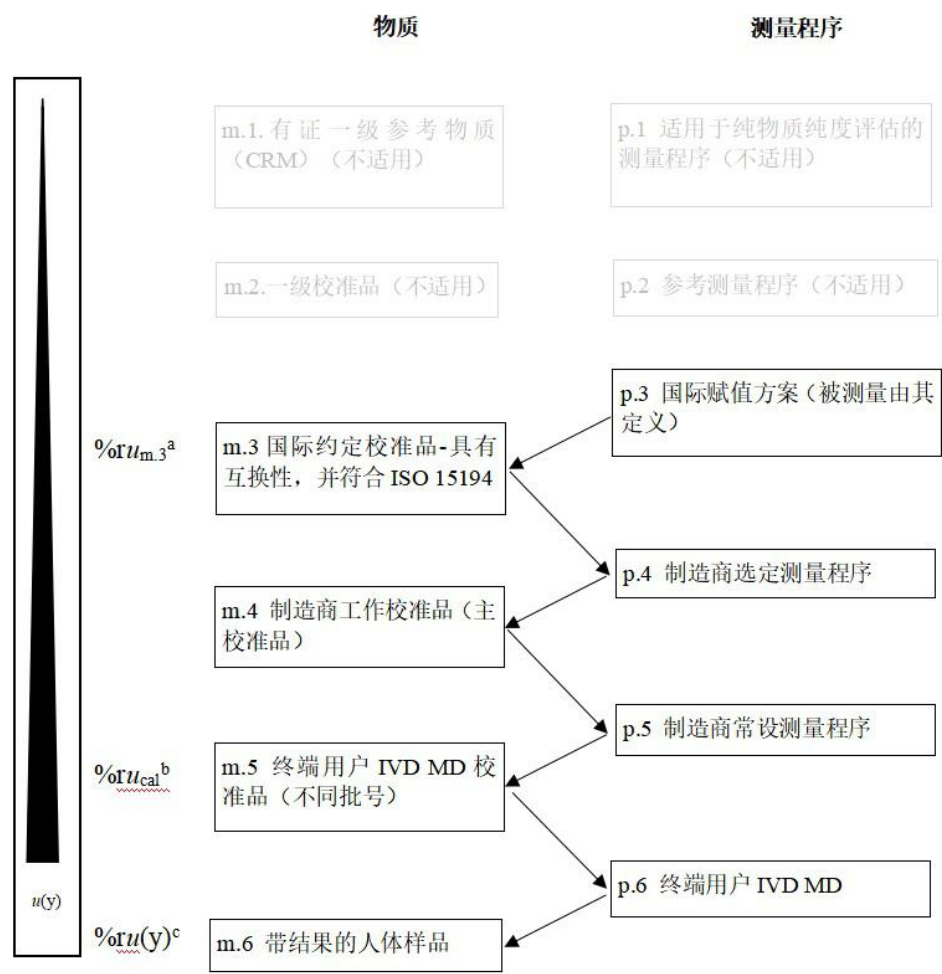 物质
测量程序
m.1.有证一级参考物质
（CRM）（不适用）
p.1 适用于纯物质纯度评估的
测量程序（不适用）
m.2.一级校准品（不适用）
p.2 参考测量程序（不适用）
p.3 国际赋值方案（被测量由其
定义）
%ru_m.3^a
m.3 国际约定校准品-具有
互换性，并符合 ISO 15194
p.4 制造商选定测量程序
m.4 制造商工作校准品（主
校准品）
p.5 制造商常设测量程序
%ru_cal^b
m.5 终端用户 IVD MD 校
准品（不同批号）
p.6 终端用户 IVD MD
u(y)
%ru(y)^c
m.6 带结果的人体样品